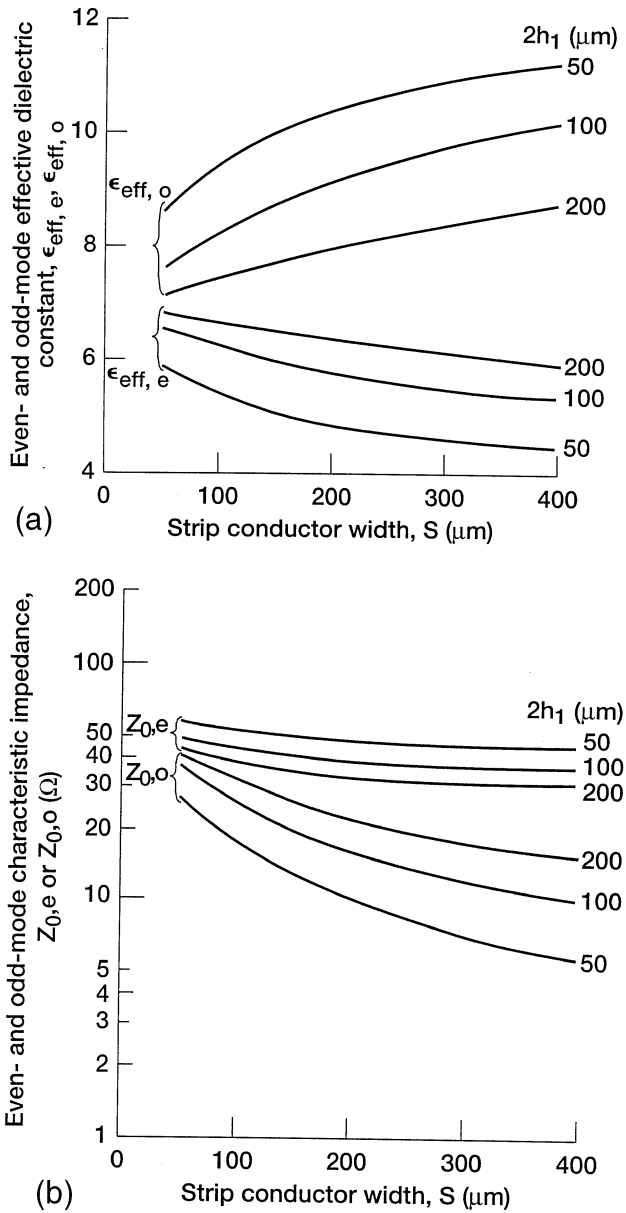 Even- and odd-mode effective dielectric
constant, ϵeff, e, ϵeff, o
12
10
8
6
4
2h1 (μm)
50
100
200
ϵeff, o
ϵeff, e
200
100
50
0
100
200
300
400
(a)
Strip conductor width, S (μm)
Even- and odd-mode characteristic impedance,
Z0,e or Z0,o (Ω)
200
100
50
40
30
20
10
5
4
3
2
1
2h1 (μm)
Z0,e
Z0,o
50
100
200
200
100
50
0
100
200
300
400
(b)
Strip conductor width, S (μm)